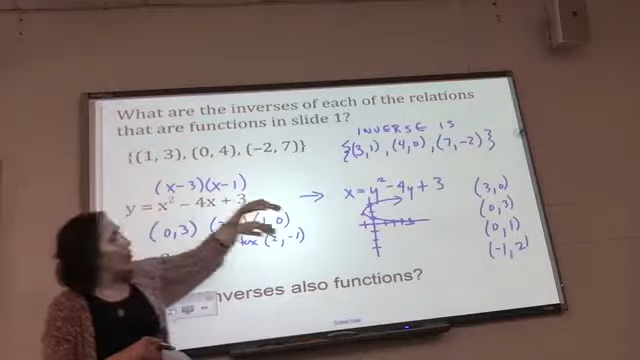 What are the inverses of each of the relations
that are functions in slide 1?
INVERSE IS
{(1, 3), (0, 4), (−2, 7)}
{(3,1), (4,0), (7,-2)}
(x-3)(x-1)
y = x² − 4x + 3
→ x = y² - 4y + 3
(0,3)
(2,-1)
(3,0)
(0,3)
(0,1)
(-1,2)
inverses also functions?